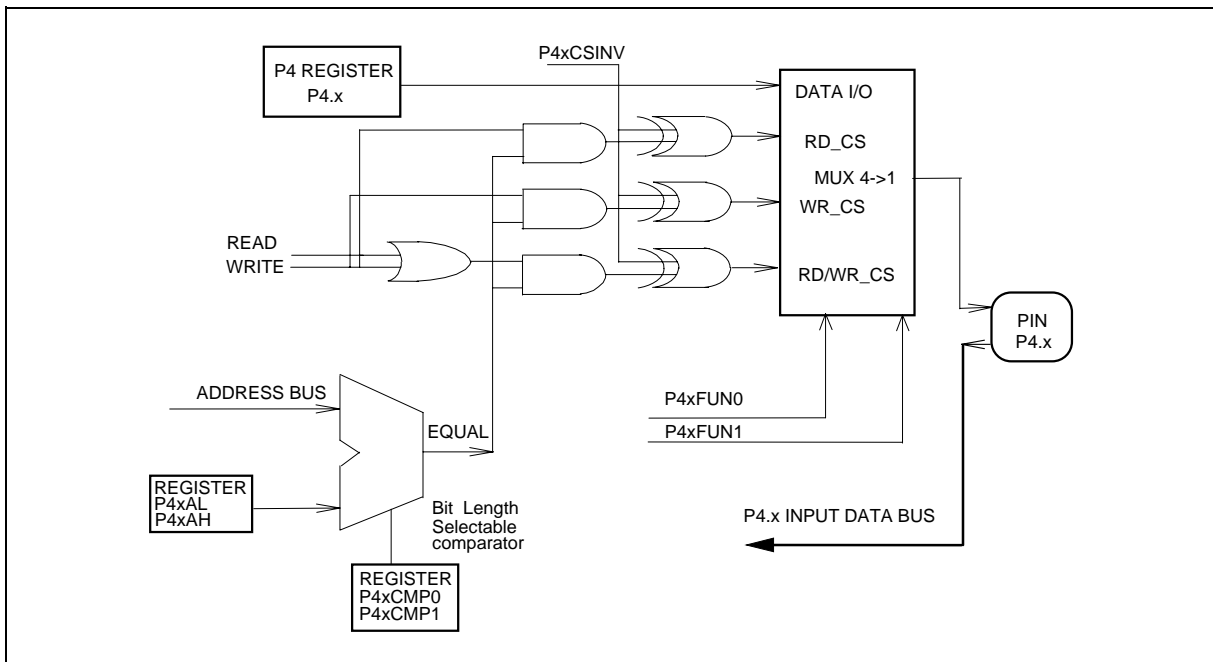 P4xCSINV
P4 REGISTER
P4.x
DATA I/O
RD_CS
MUX 4->1
WR_CS
READ
WRITE
RD/WR_CS
PIN
P4.x
ADDRESS BUS
P4xFUN0
P4xFUN1
EQUAL
REGISTER
P4xAL
P4xAH
Bit Length
Selectable
comparator
P4.x INPUT DATA BUS
REGISTER
P4xCMP0
P4xCMP1